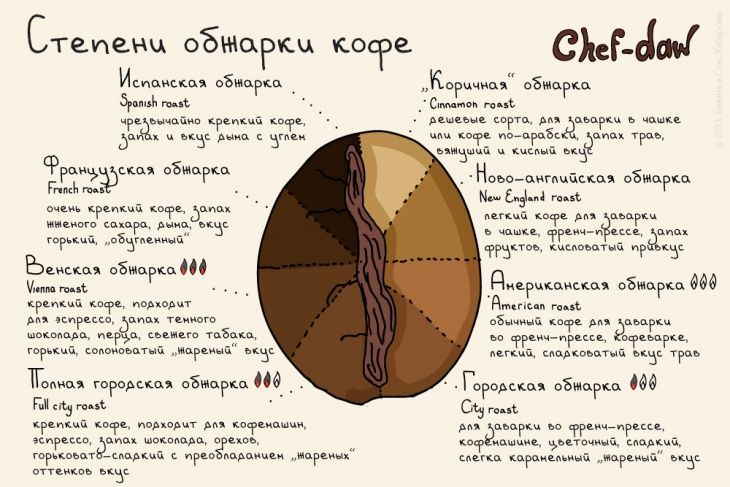 Степени обжарки кофе
Chef-daw
© 2013, Галина и Стас Хабаровы
Испанская обжарка
Spanish roast
чрезвычайно крепкий кофе,
запах и вкус дыма с углем
„Коричная“ обжарка
Cinnamon roast
дешевые сорта, для заварки в чашке
или кофе по-арабски, запах трав,
вяжущий и кислый вкус
Французская обжарка
French roast
очень крепкий кофе, запах
жженого сахара, дыма, вкус
горький, „обугленный“
Ново-английская обжарка
New England roast
легкий кофе для заварки
в чашке, френч-прессе, запах
фруктов, кисловатый привкус
Венская обжарка
Vienna roast
крепкий кофе, подходит
для эспрессо, запах темного
шоколада, перца, свежего табака,
горький, солоноватый „жареный“ вкус
Американская обжарка
American roast
обычный кофе для заварки
во френч-прессе, кофеварке,
легкий, сладковатый вкус трав
Полная городская обжарка
Full city roast
крепкий кофе, подходит для кофемашин,
эспрессо, запах шоколада, орехов,
горьковато-сладкий с преобладанием „жареных“
оттенков вкус
Городская обжарка
City roast
для заварки во френч-прессе,
кофемашине, цветочный, сладкий,
слегка карамельный „жареный“ вкус